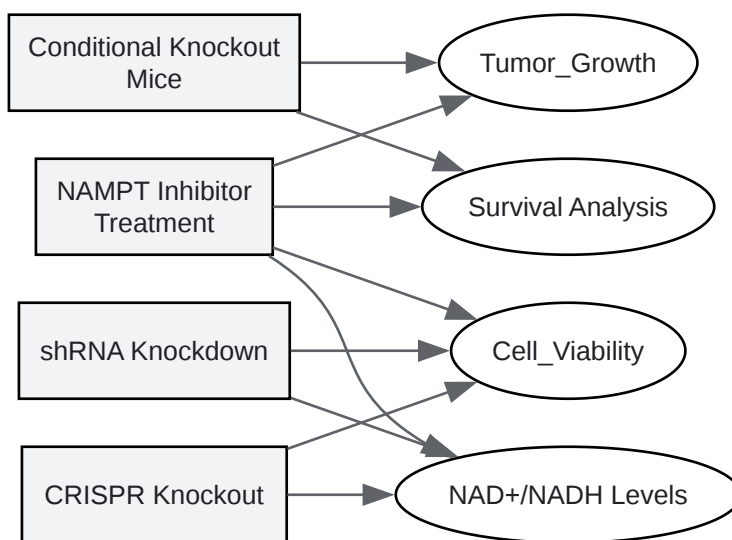 Conditional Knockout
Mice
Tumor_Growth
NAMPT Inhibitor
Treatment
Survival Analysis
shRNA Knockdown
Cell_Viability
CRISPR Knockout
NAD+/NADH Levels